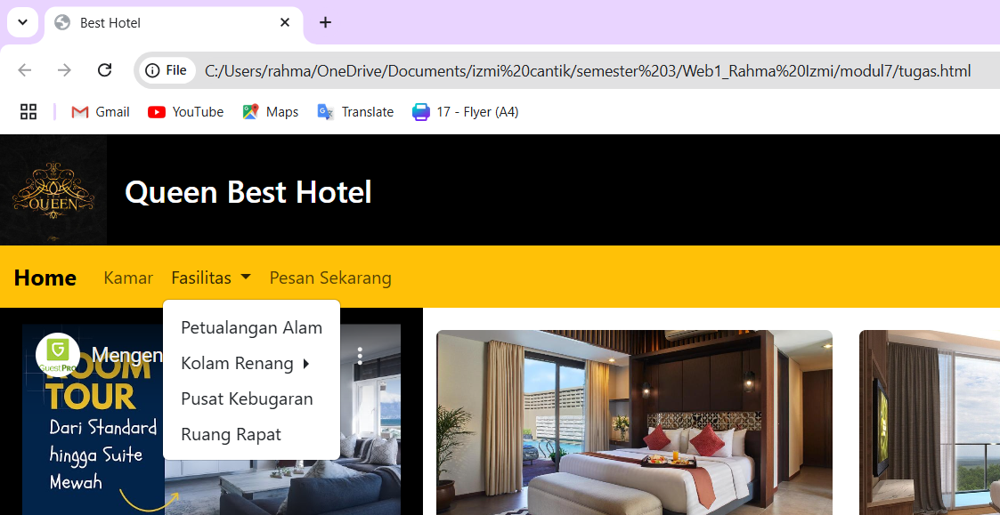 Best Hotel
File
C:/Users/rahma/OneDrive/Documents/izmi%20cantik/semester%203/Web1_Rahma%20Izmi/modul7/tugas.html
Gmail YouTube Maps Translate 17 - Flyer (A4)
QUEEN
Queen Best Hotel
Home Kamar Fasilitas Pesan Sekarang
Petualangan Alam
Kolam Renang
Pusat Kebugaran
Ruang Rapat
GuestPRO
Mengen
ROOM
TOUR
Dari Standard
hingga Suite
Mewah